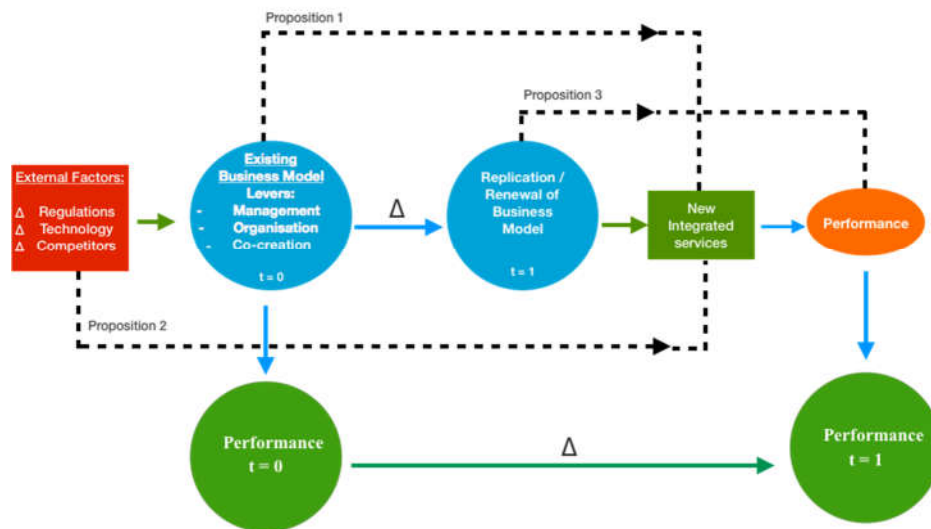 Proposition 1
Proposition 3
External Factors:
Δ Regulations
Δ Technology
Δ Competitors
Existing
Business Model
Levers:
- Management
- Organisation
- Co-creation
t = 0
Δ
Replication /
Renewal of
Business
Model
t = 1
New
Integrated
services
Performance
Proposition 2
Performance
t = 0
Δ
Performance
t = 1